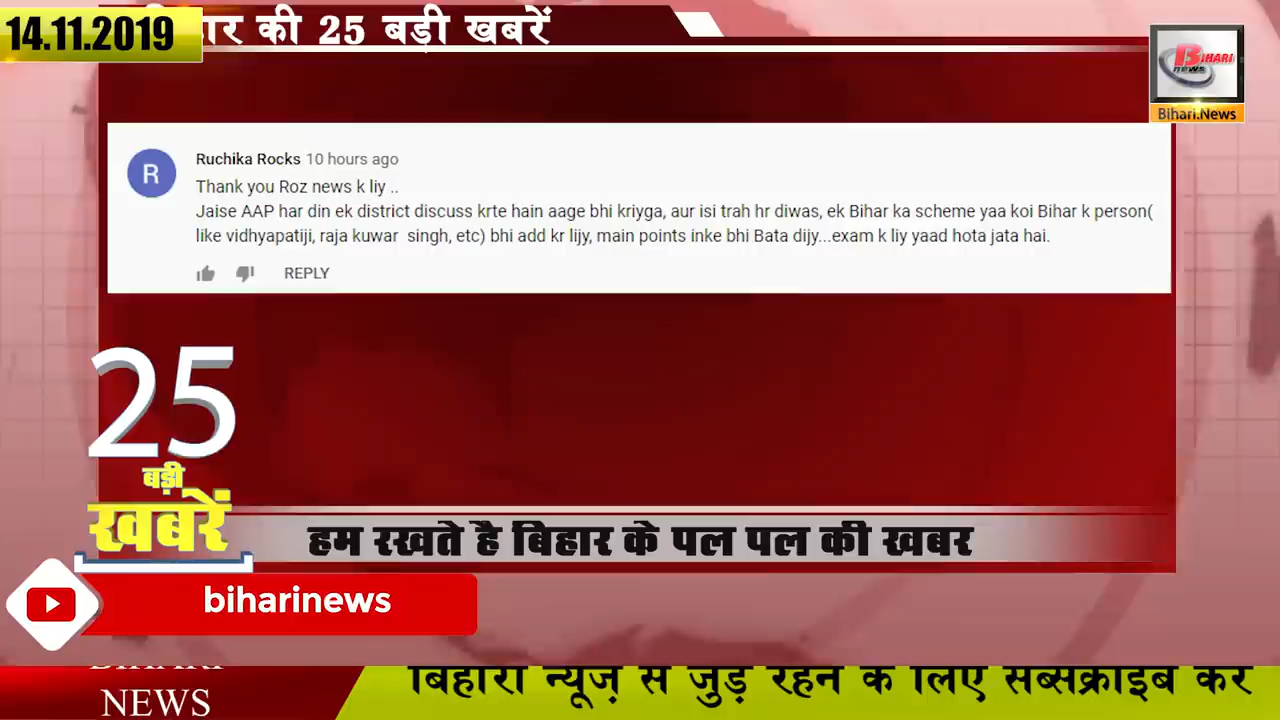 14.11.2019
हार की 25 बड़ी खबरें
BIHARI
news
Bihari.News
R
Ruchika Rocks 10 hours ago
Thank you Roz news k liy ..
Jaise AAP har din ek district discuss krte hain aage bhi kriyga, aur isi trah hr diwas, ek Bihar ka scheme yaa koi Bihar k person(
like vidhyapatiji, raja kuwar singh, etc) bhi add kr lijy, main points inke bhi Bata dijy...exam k liy yaad hota jata hai.
REPLY
25
बड़ी
खबरें
हम रखते है बिहार के पल पल की खबर
biharinews
BIHARI
NEWS
बिहारी न्यूज़ से जुड़े रहने के लिए सब्सक्राइब करें